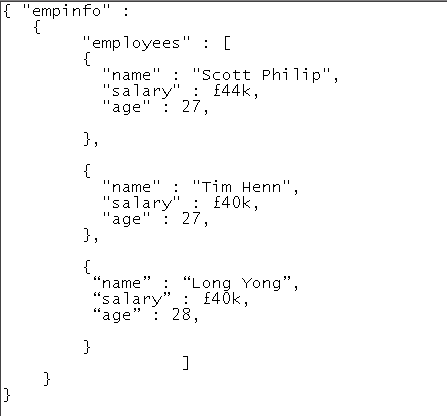 { "empinfo" :
{
"employees" : [
{
"name" : "Scott Philip",
"salary" : £44k,
"age" : 27,
},
{
"name" : "Tim Henn",
"salary" : £40k,
"age" : 27,
},
{
“name” : “Long Yong”,
“salary” : £40k,
“age” : 28,
}
]
}
}